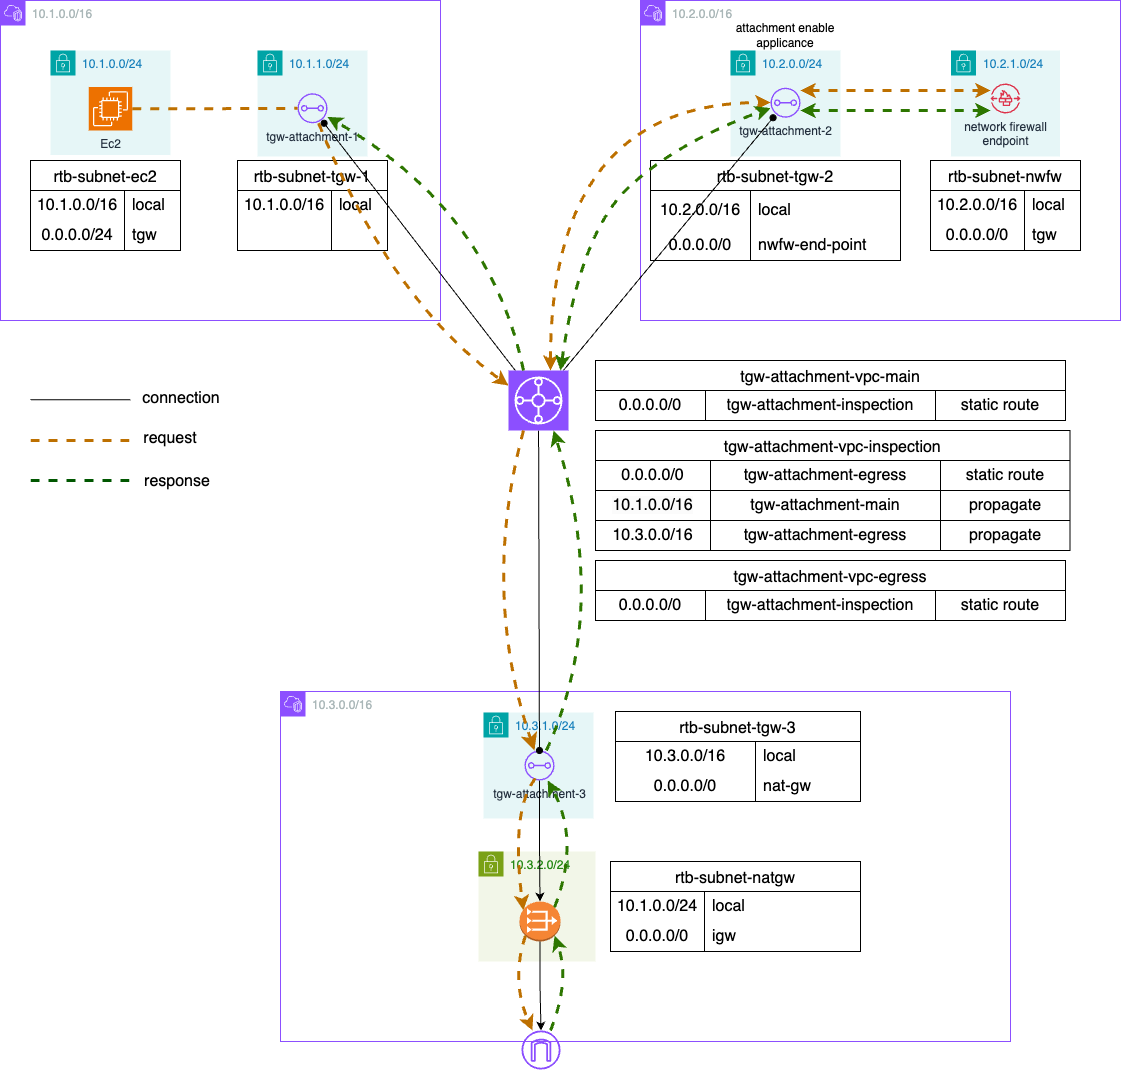 10.1.0.0/16
10.1.0.0/24
Ec2
10.1.1.0/24
tgw-attachment-1
rtb-subnet-ec2
10.1.0.0/16 local
0.0.0.0/24 tgw
rtb-subnet-tgw-1
10.1.0.0/16 local
10.2.0.0/16
attachment enable
applicance
10.2.0.0/24
tgw-attachment-2
10.2.1.0/24
network firewall
endpoint
rtb-subnet-tgw-2
10.2.0.0/16 local
0.0.0.0/0 nwfw-end-point
rtb-subnet-nwfw
10.2.0.0/16 local
0.0.0.0/0 tgw
connection
request
response
tgw-attachment-vpc-main
0.0.0.0/0 tgw-attachment-inspection static route
tgw-attachment-vpc-inspection
0.0.0.0/0 tgw-attachment-egress static route
10.1.0.0/16 tgw-attachment-main propagate
10.3.0.0/16 tgw-attachment-egress propagate
tgw-attachment-vpc-egress
0.0.0.0/0 tgw-attachment-inspection static route
10.3.0.0/16
10.3.1.0/24
tgw-attachment-3
rtb-subnet-tgw-3
10.3.0.0/16 local
0.0.0.0/0 nat-gw
10.3.2.0/24
rtb-subnet-natgw
10.1.0.0/24 local
0.0.0.0/0 igw